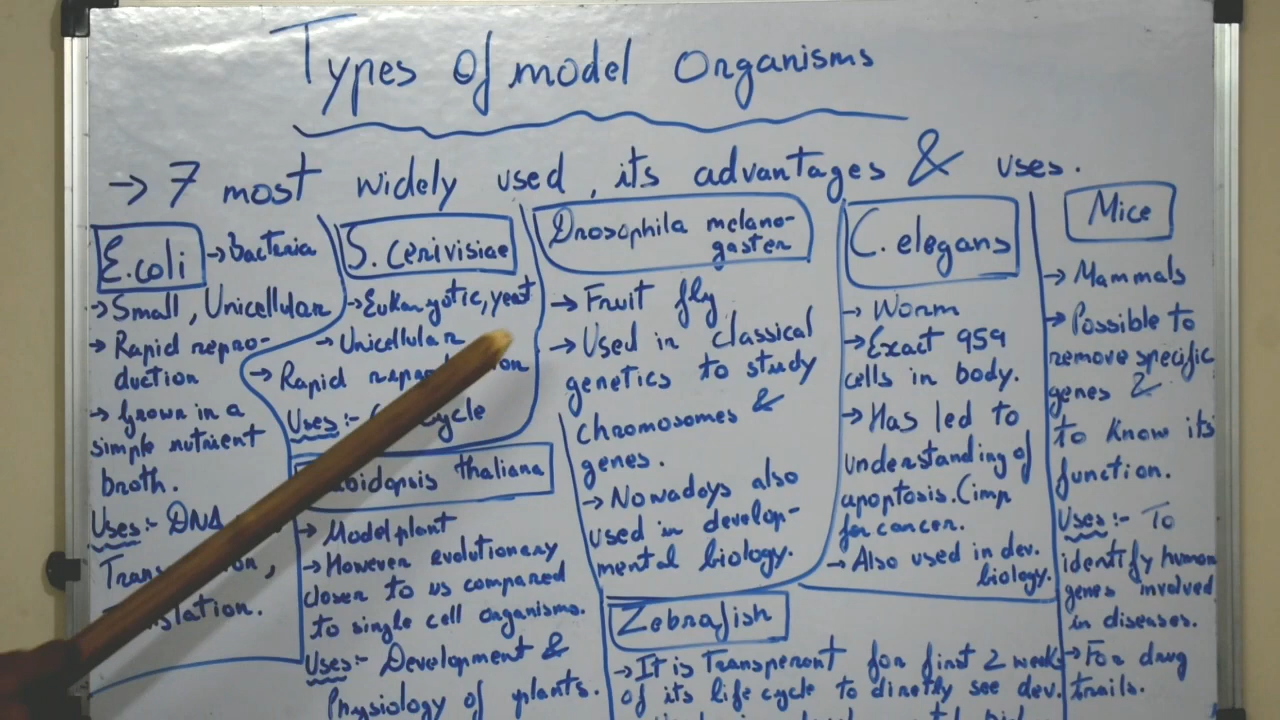 Types of model Organisms
→ 7 most widely used, its advantages & uses.
E.coli → bacteria
→ Small, Unicellular
→ Rapid repro-
duction
→ Grown in a
simple nutrient
broth.
Uses:- DNA
S. Cerivisiae
→ Eukaryotic, yeast
→ Unicellular
→ Rapid
Uses:-
Drosophila melano-
gaster
→ Fruit fly
→ Used in classical
genetics to study
chromosomes &
genes.
→ Nowadays also
used in develop-
mental biology.
C. elegans
→ Worm
→ Exact 959
cells in body.
→ Has led to
understanding of
apoptosis. (imp
for cancer.
→ Also used in dev.
biology.
Mice
→ Mammals
→ Possible to
remove specific
genes &
to know its
function.
Uses:- To
identify human
genes involved
in diseases.
→ For drug
trails.
thaliana
→ Model plant
→ However evolutionary
closer to us compared
to single cell organisms.
Uses:- Development &
Physiology of plants.
Zebrafish
→ It is Transperent for first 2 weeks
of its life cycle to directly see dev.